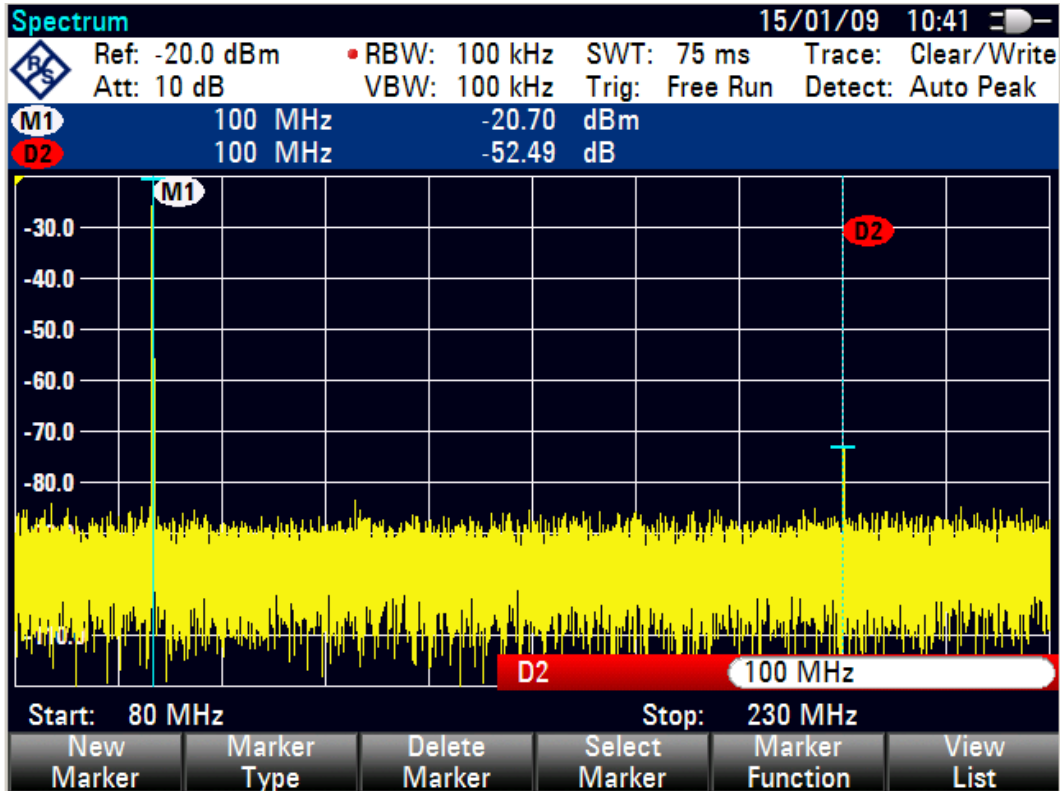 Spectrum 15/01/09 10:41
R&S Ref: -20.0 dBm RBW: 100 kHz SWT: 75 ms Trace: Clear/Write
Att: 10 dB VBW: 100 kHz Trig: Free Run Detect: Auto Peak
M1 100 MHz -20.70 dBm
D2 100 MHz -52.49 dB
M1
D2
-30.0
-40.0
-50.0
-60.0
-70.0
-80.0
-110.0
D2 100 MHz
Start: 80 MHz Stop: 230 MHz
New Marker
Marker Type
Delete Marker
Select Marker
Marker Function
View List